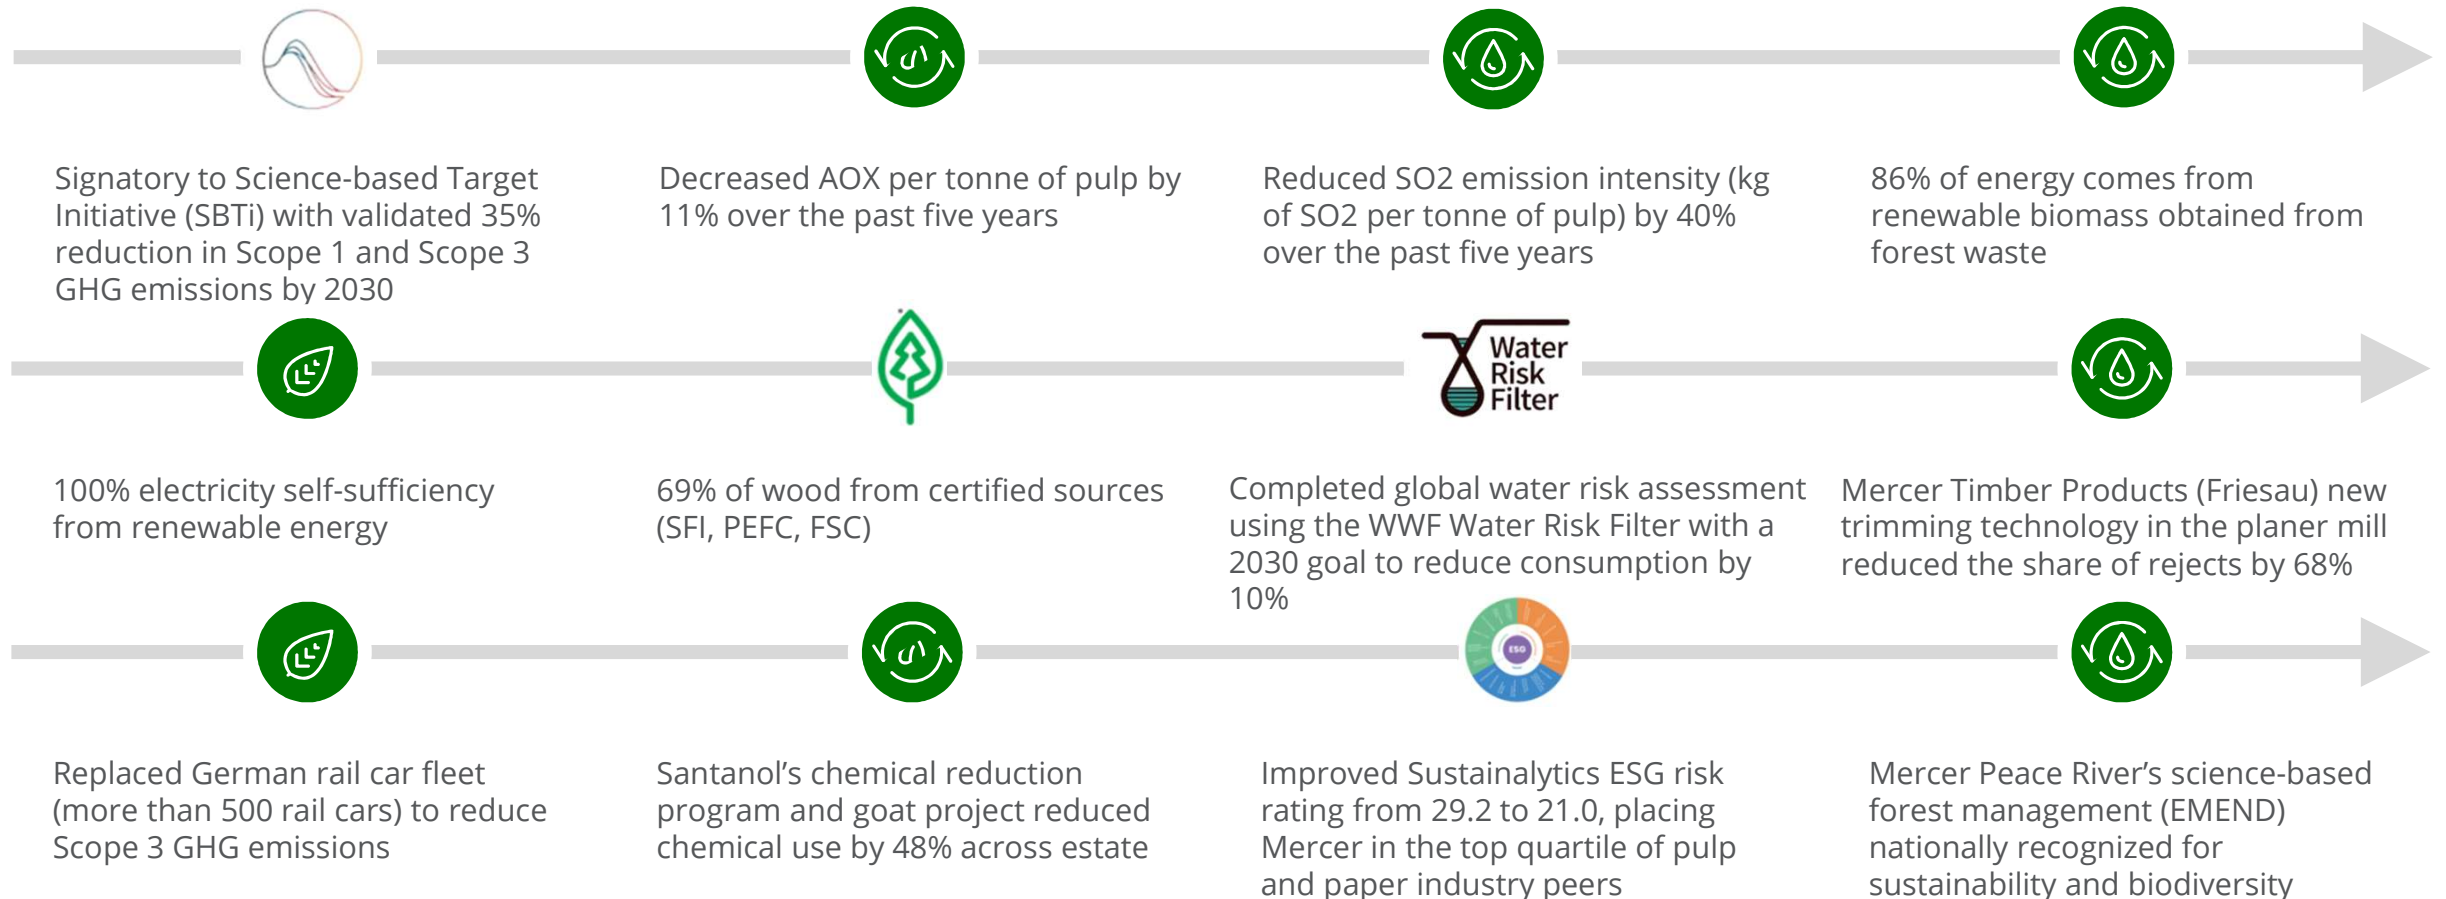 Signatory to Science-based Target
Initiative (SBTi) with validated 35%
reduction in Scope 1 and Scope 3
GHG emissions by 2030
Decreased AOX per tonne of pulp by
11% over the past five years
Reduced SO2 emission intensity (kg
of SO2 per tonne of pulp) by 40%
over the past five years
86% of energy comes from
renewable biomass obtained from
forest waste
Water
Risk
Filter
100% electricity self-sufficiency
from renewable energy
69% of wood from certified sources
(SFI, PEFC, FSC)
Completed global water risk assessment
using the WWF Water Risk Filter with a
2030 goal to reduce consumption by
10%
Mercer Timber Products (Friesau) new
trimming technology in the planer mill
reduced the share of rejects by 68%
ESG
Replaced German rail car fleet
(more than 500 rail cars) to reduce
Scope 3 GHG emissions
Santanol’s chemical reduction
program and goat project reduced
chemical use by 48% across estate
Improved Sustainalytics ESG risk
rating from 29.2 to 21.0, placing
Mercer in the top quartile of pulp
and paper industry peers
Mercer Peace River’s science-based
forest management (EMEND)
nationally recognized for
sustainability and biodiversity